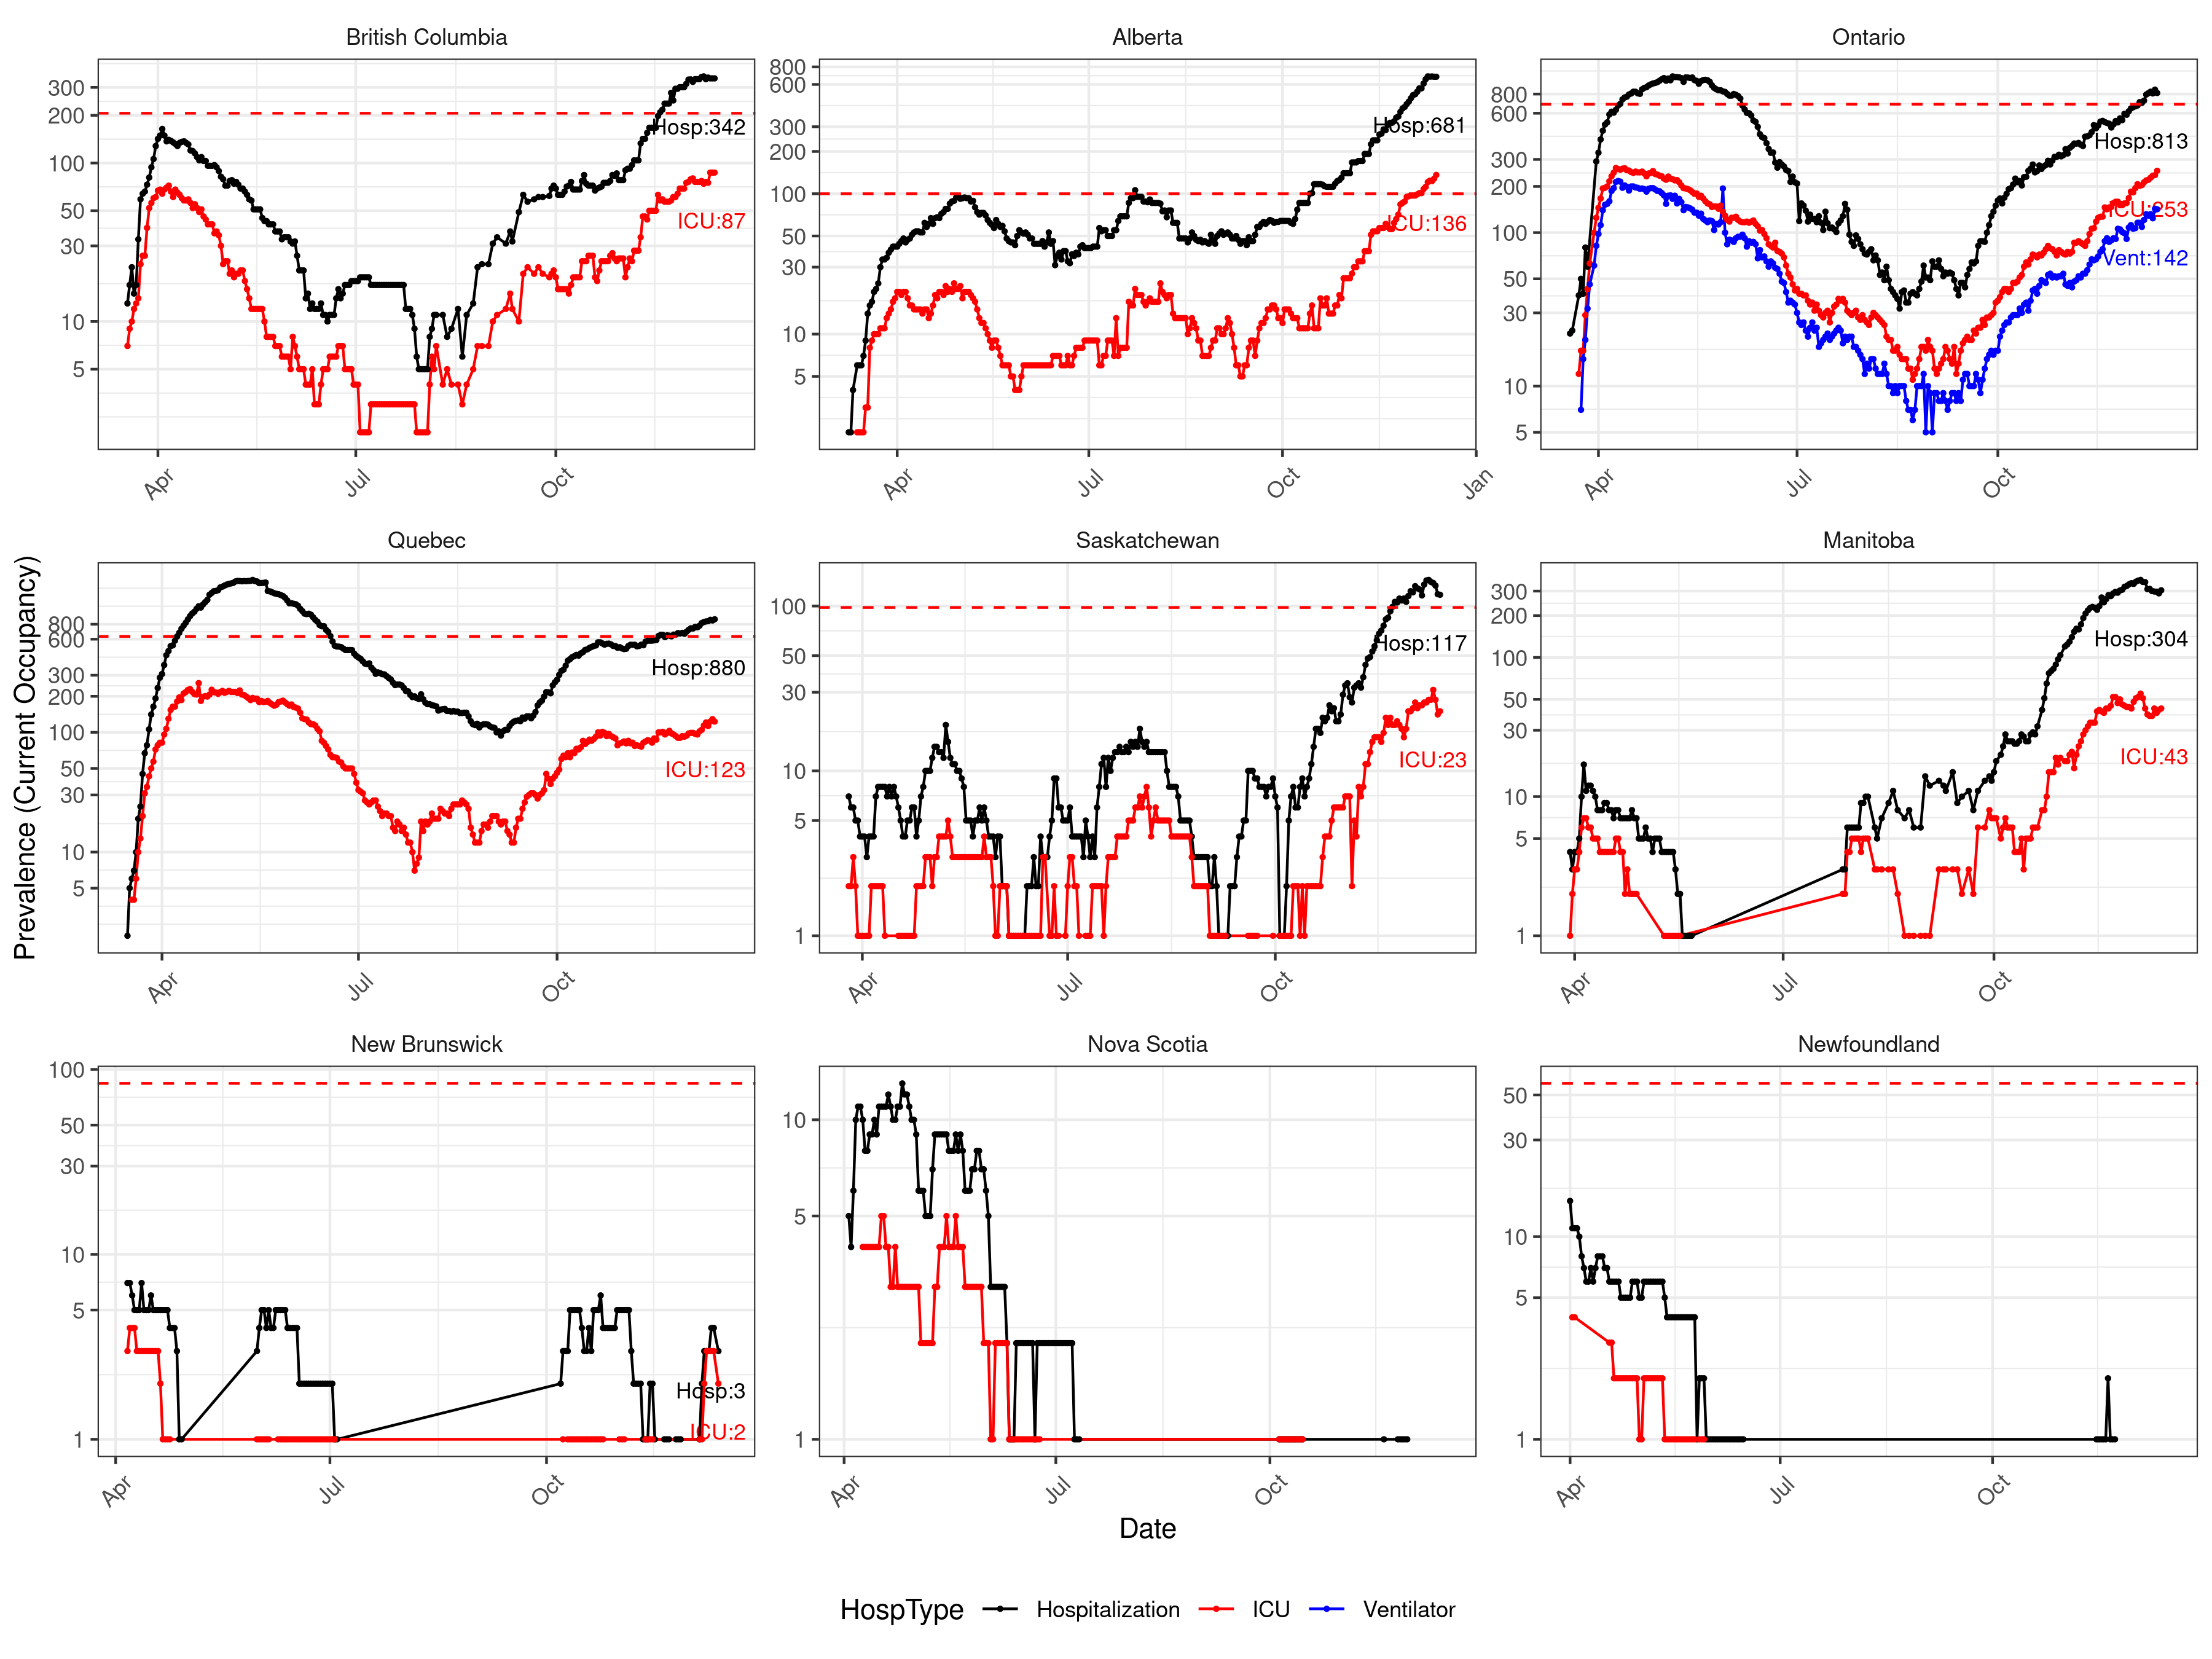 British Columbia
Alberta
Ontario
300
200
100
50
30
10
5
Hosp:342
ICU:87
Apr
Jul
Oct
800
600
300
200
100
50
30
10
5
Hosp:681
ICU:136
Apr
Jul
Oct
Jan
800
600
300
200
100
50
30
10
5
Hosp:813
ICU:253
Vent:142
Apr
Jul
Oct
Prevalence (Current Occupancy)
Quebec
Saskatchewan
Manitoba
800
600
300
200
100
50
30
10
5
Hosp:880
ICU:123
Apr
Jul
Oct
100
50
30
10
5
1
Hosp:117
ICU:23
Apr
Jul
Oct
300
200
100
50
30
10
5
1
Hosp:304
ICU:43
Apr
Jul
Oct
New Brunswick
Nova Scotia
Newfoundland
100
50
30
10
5
1
Hosp:3
ICU:2
Apr
Jul
Oct
10
5
1
Apr
Jul
Oct
50
30
10
5
1
Apr
Jul
Oct
Date
HospType Hospitalization ICU Ventilator